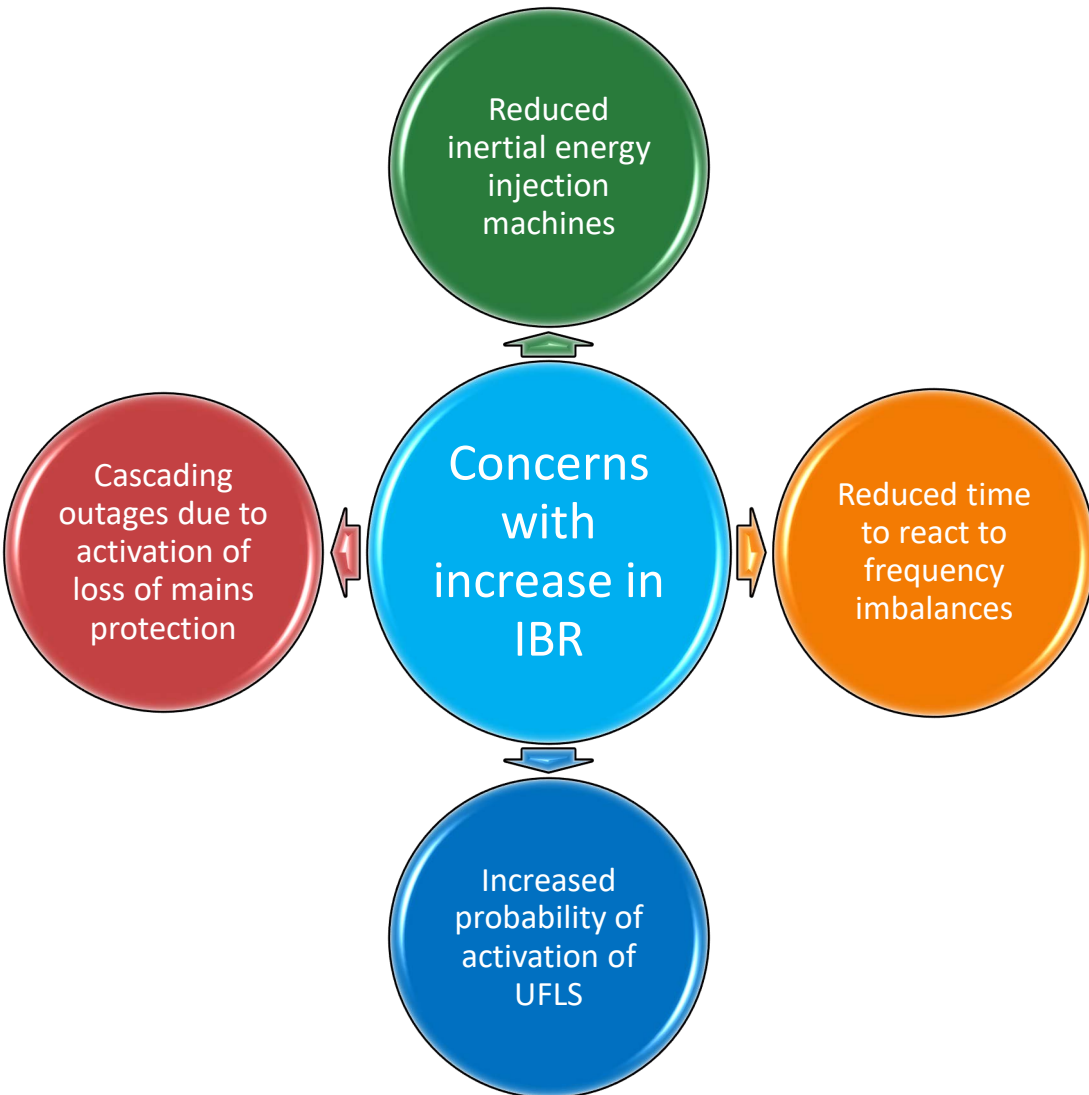 Reduced
inertial energy
injection
machines
Concerns
with
increase in
IBR
Cascading
outages due to
activation of
loss of mains
protection
Reduced time
to react to
frequency
imbalances
Increased
probability of
activation of
UFLS